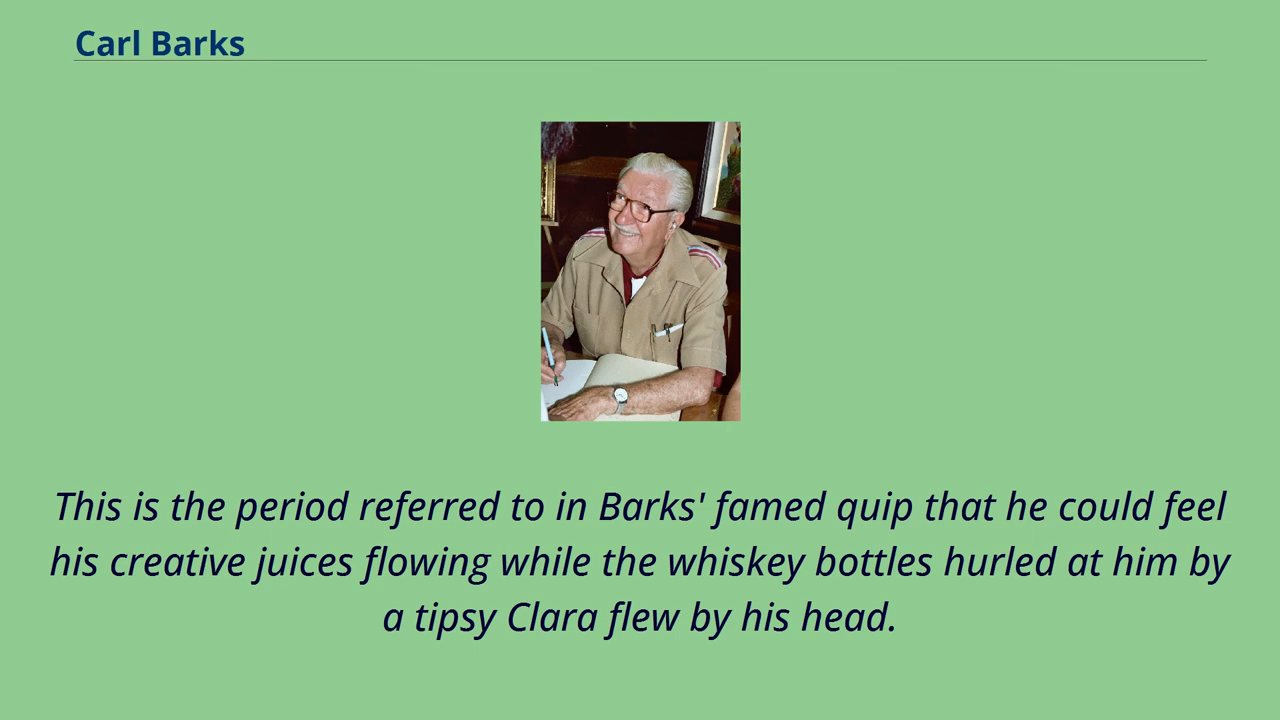 Carl Barks
This is the period referred to in Barks' famed quip that he could feel
his creative juices flowing while the whiskey bottles hurled at him by
a tipsy Clara flew by his head.